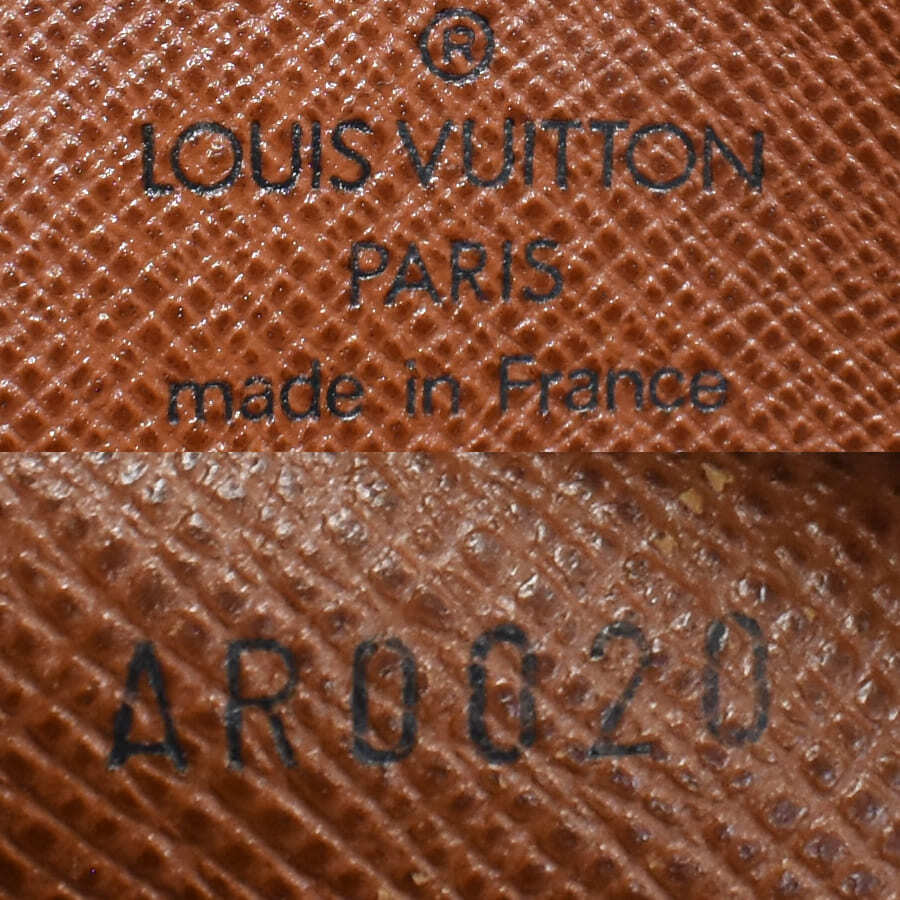 ®
LOUIS VUITTON
PARIS
made in France
AR0020